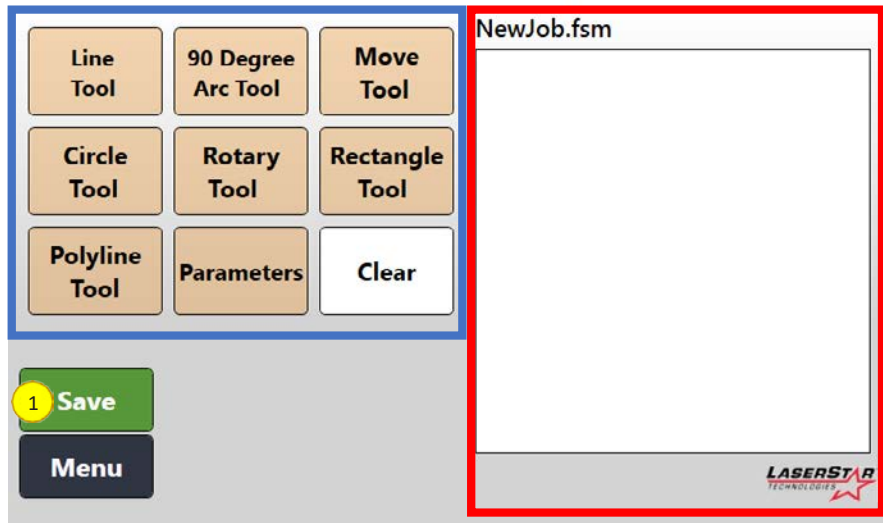 Line
Tool
90 Degree
Arc Tool
Move
Tool
Circle
Tool
Rotary
Tool
Rectangle
Tool
Polyline
Tool
Parameters
Clear
1
Save
Menu
NewJob.fsm
LASERSTAR
TECHNOLOGIES